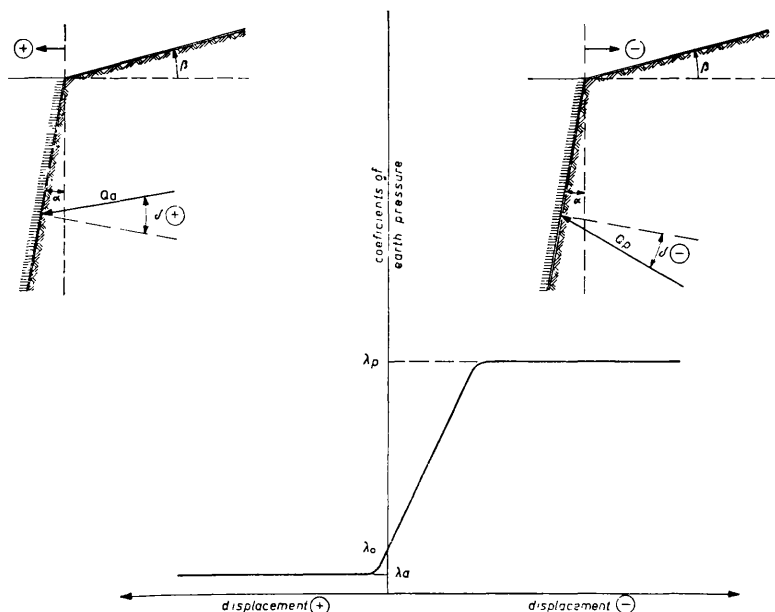 +
β
α
Qa
δ +
coeficients of
earth pressure
−
β
α
Qp
δ −
λp
λo
λa
displacement +
displacement −